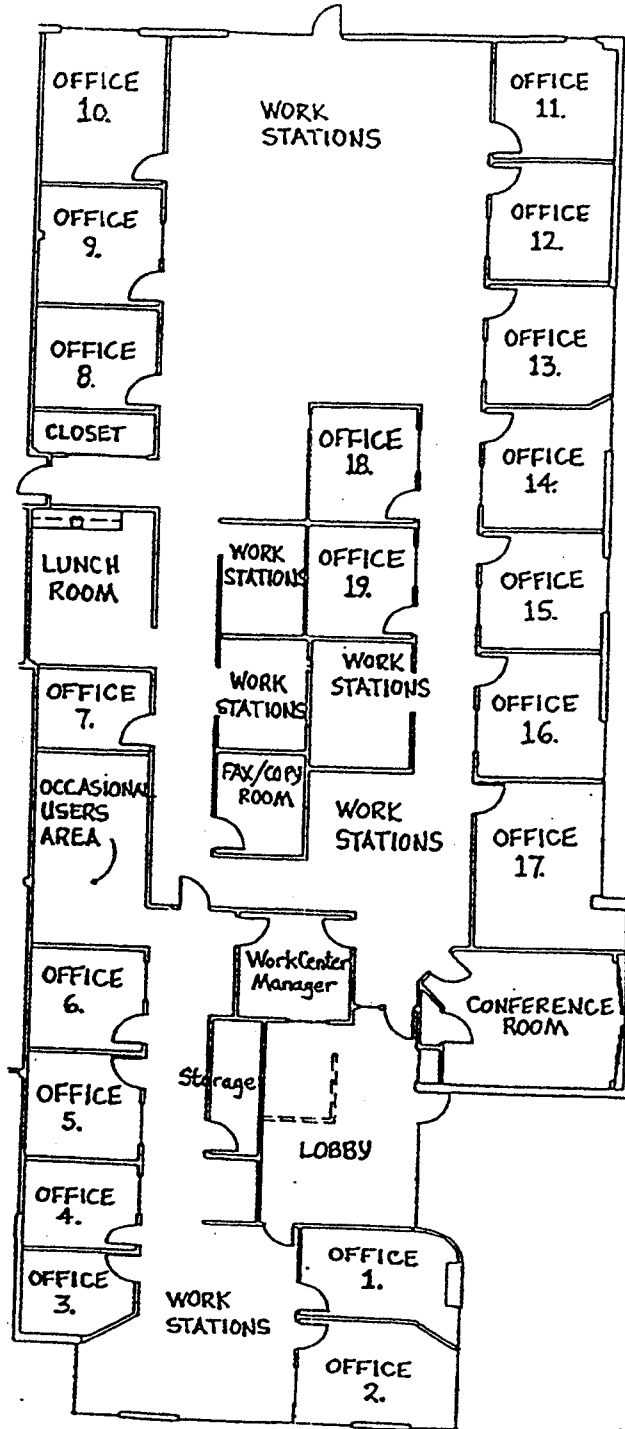 OFFICE
10.
WORK
STATIONS
OFFICE
11.
OFFICE
9.
OFFICE
12.
OFFICE
8.
OFFICE
13.
CLOSET
OFFICE
18.
OFFICE
14.
LUNCH
ROOM
WORK
STATIONS
OFFICE
19.
OFFICE
15.
OFFICE
7.
WORK
STATIONS
WORK
STATIONS
OFFICE
16.
OCCASIONAL
USERS
AREA
FAX/COPY
ROOM
WORK
STATIONS
OFFICE
17.
OFFICE
6.
WorkCenter
Manager
CONFERENCE
ROOM
OFFICE
5.
Storage
LOBBY
OFFICE
4.
OFFICE
3.
WORK
STATIONS
OFFICE
1.
OFFICE
2.